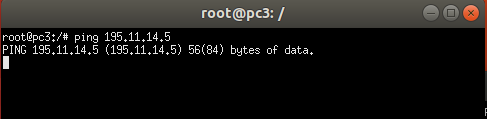 root@pc3: /
root@pc3:/# ping 195.11.14.5
PING 195.11.14.5 (195.11.14.5) 56(84) bytes of data.